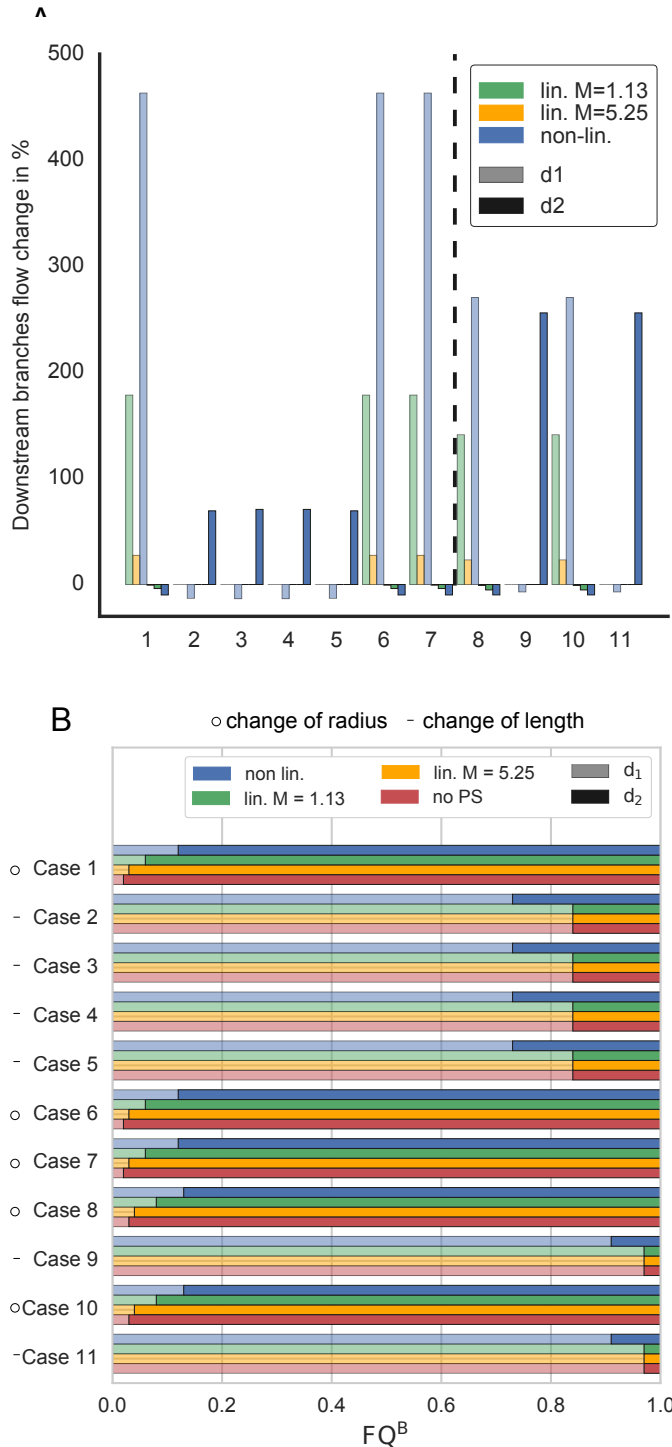 A
500
400
300
200
100
0
Downstream branches flow change in %
lin. M=1.13
lin. M=5.25
non-lin.
d1
d2
1 2 3 4 5 6 7 8 9 10 11
B
change of radius - change of length
non lin. lin. M = 5.25 d₁
lin. M = 1.13 no PS d₂
Case 1
- Case 2
- Case 3
- Case 4
- Case 5
Case 6
Case 7
Case 8
- Case 9
Case 10
-Case 11
0.0 0.2 0.4 0.6 0.8 1.0
FQᴮ